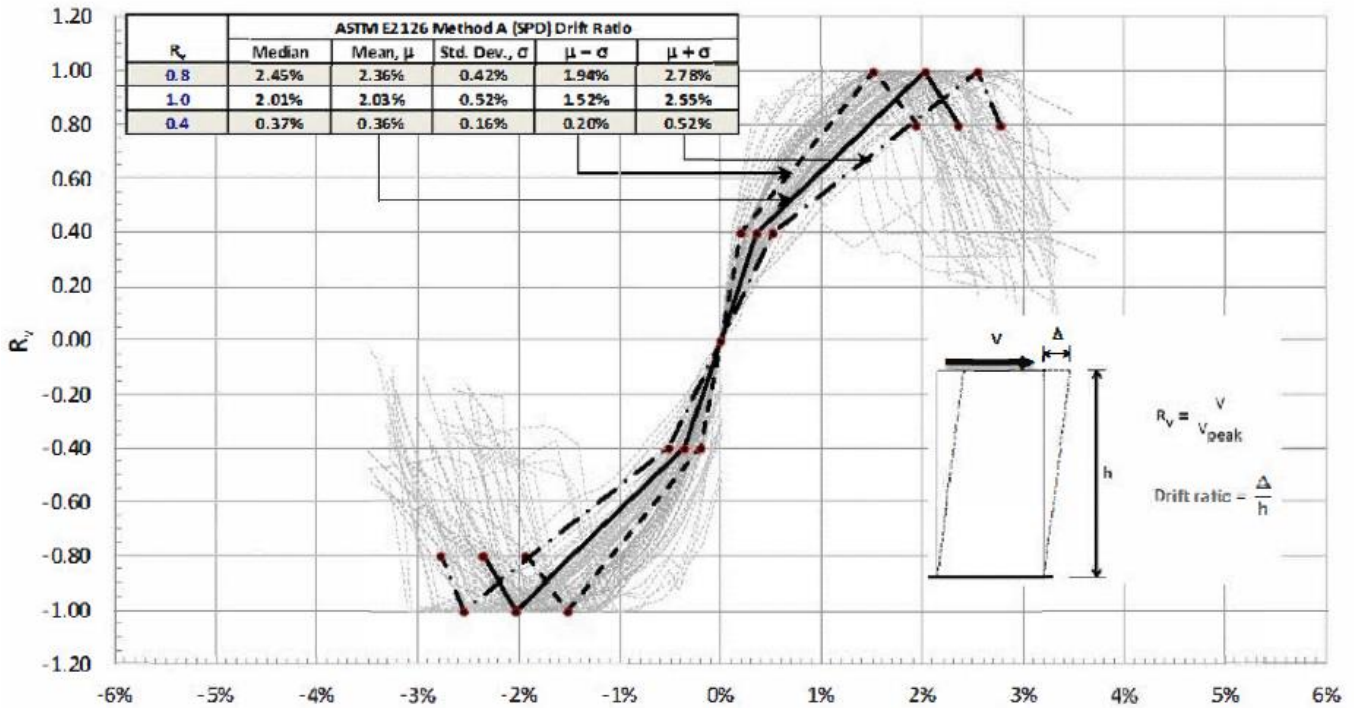 ASTM E2126 Method A (SPD) Drift Ratio
Rv Median Mean, μ Std. Dev., σ μ − σ μ + σ
0.8 2.45% 2.36% 0.42% 1.94% 2.78%
1.0 2.01% 2.03% 0.52% 1.52% 2.55%
0.4 0.37% 0.36% 0.16% 0.20% 0.52%
1.20
1.00
0.80
0.60
0.40
0.20
0.00
-0.20
-0.40
-0.60
-0.80
-1.00
-1.20
Rv
V Δ
h
Rv = V
Vpeak
Drift ratio = Δ
h
-6% -5% -4% -3% -2% -1% 0% 1% 2% 3% 4% 5% 6%